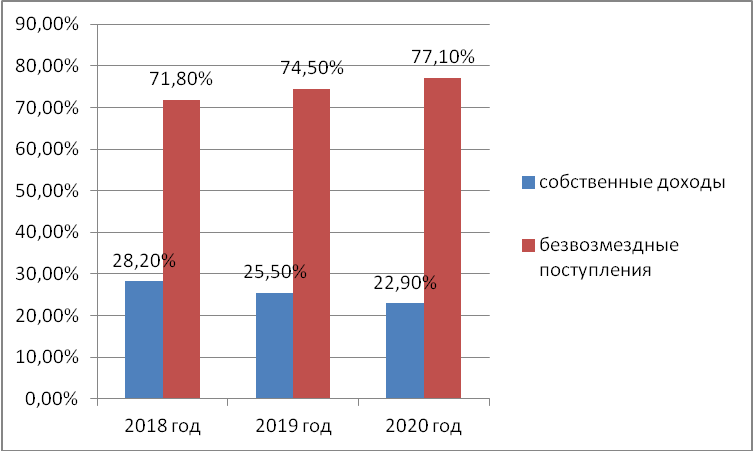 90,00%
80,00%
70,00%
60,00%
50,00%
40,00%
30,00%
20,00%
10,00%
0,00%
71,80%
74,50%
77,10%
28,20%
25,50%
22,90%
2018 год
2019 год
2020 год
собственные доходы
безвозмездные
поступления